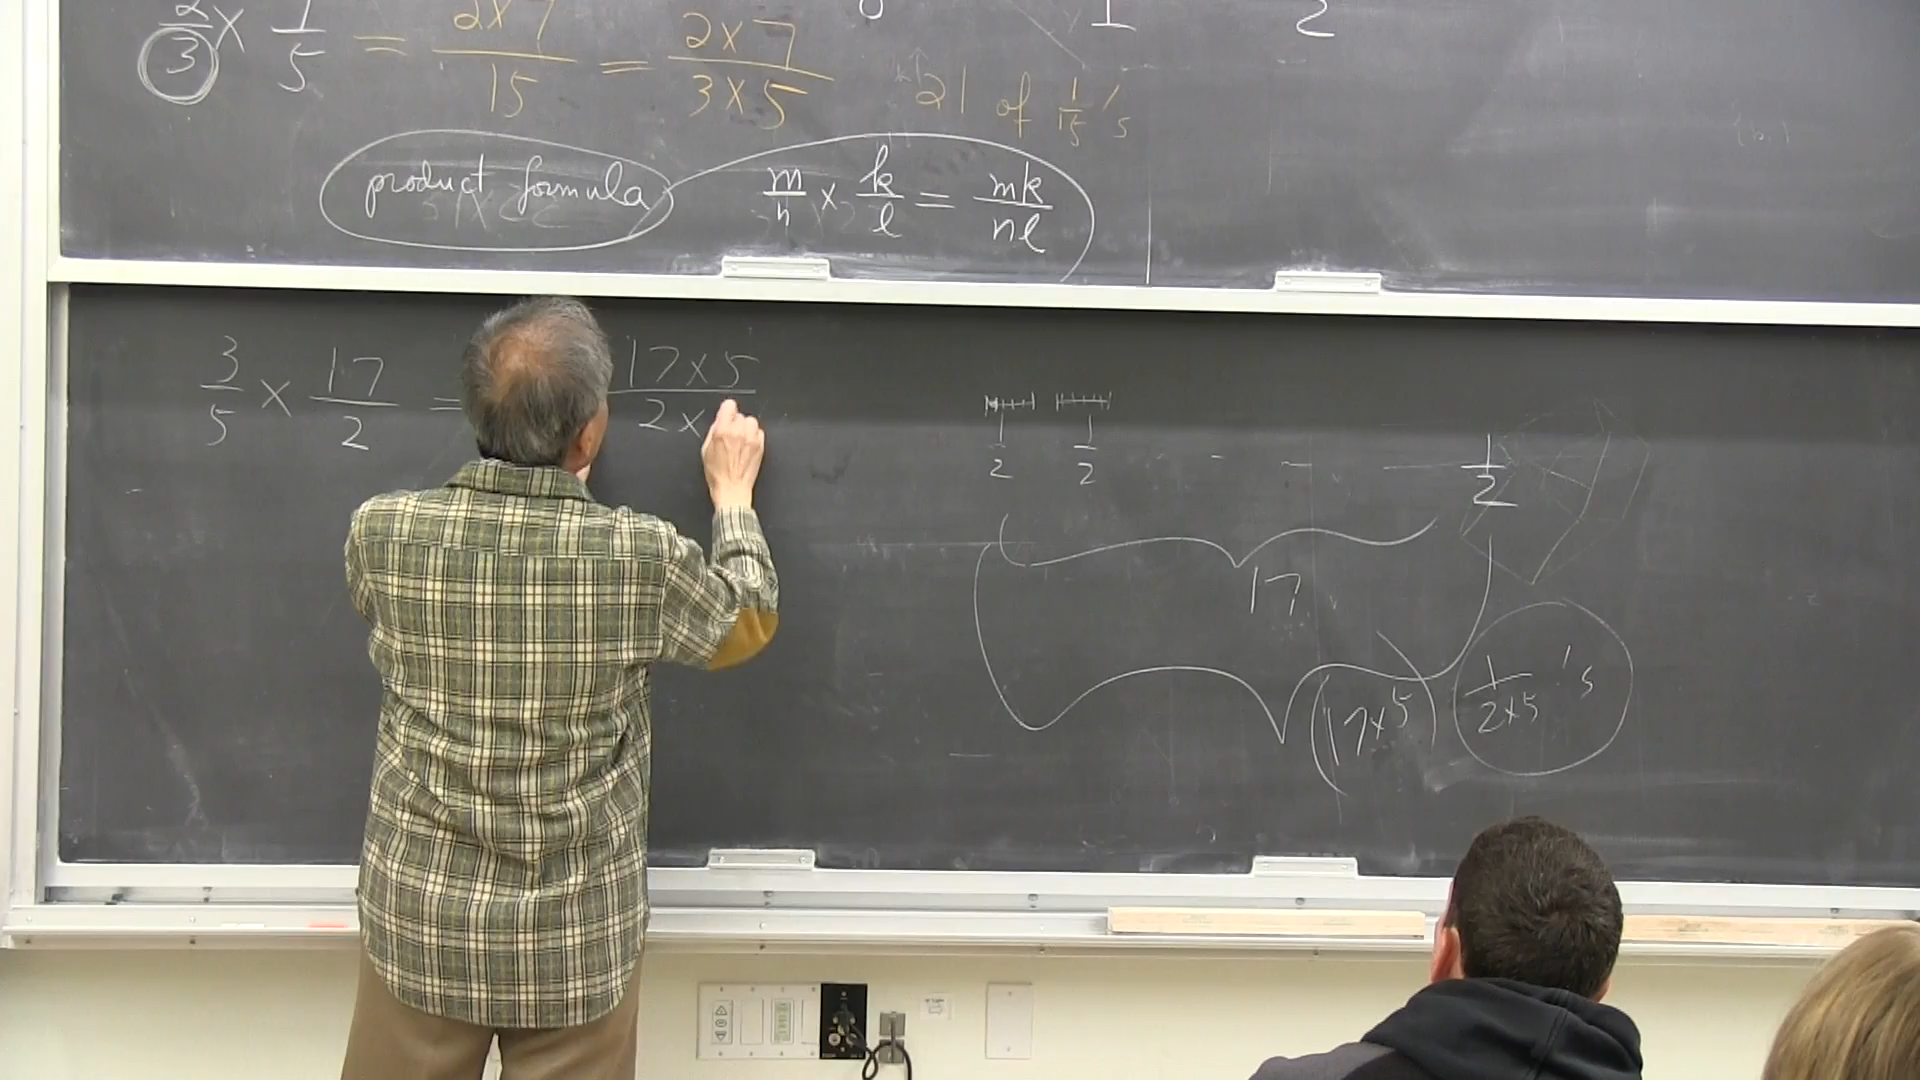 2/3 × 1/5 = 2×7/15 = 2×7/3×5
0 1 2
21 of 1/15's
product formula m/n × k/l = mk/nl
3/5 × 17/2 = 17×5/2×
1/2 1/2 - - - 1/2
17
(17×5) 1/2×5 's